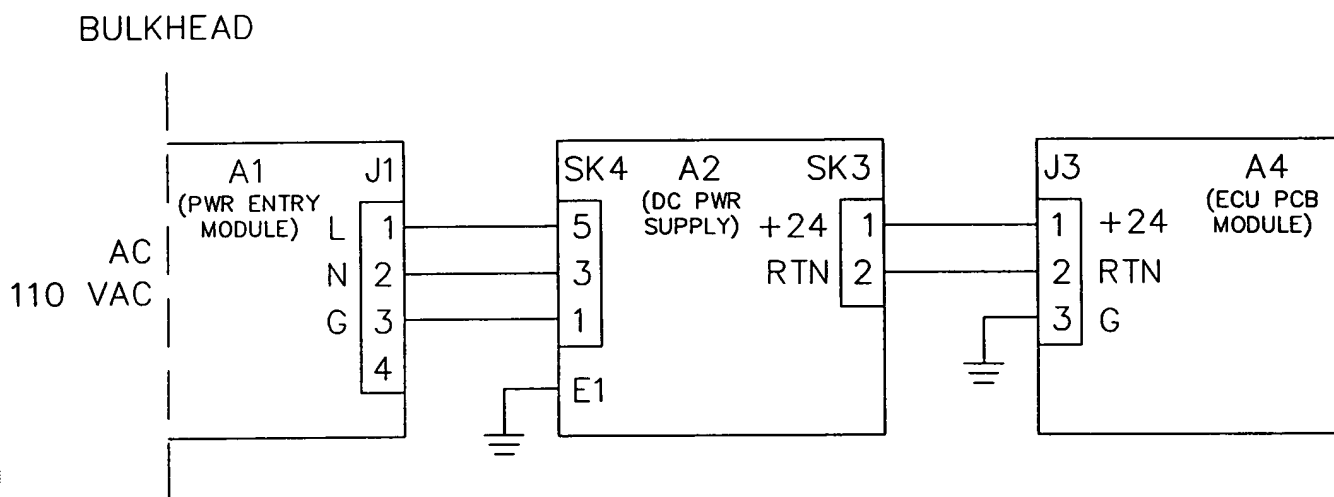 BULKHEAD
AC
110 VAC
A1
(PWR ENTRY
MODULE)
J1
L 1
N 2
G 3
4
SK4
5
3
1
E1
A2
(DC PWR
SUPPLY)
SK3
+24 1
RTN 2
J3
1 +24
2 RTN
3 G
A4
(ECU PCB
MODULE)